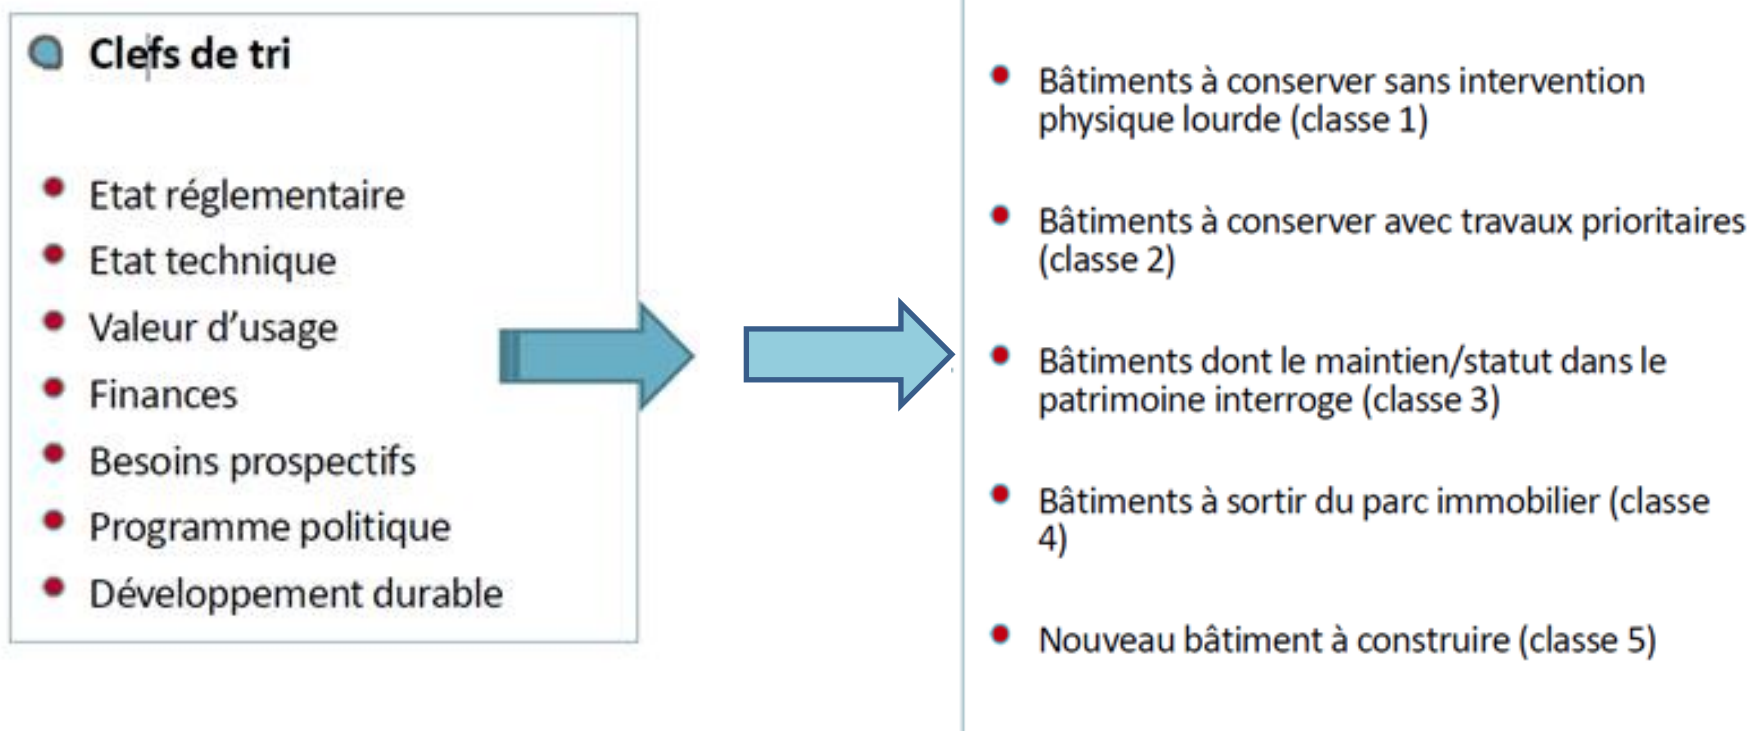 Clefs de tri
Etat réglementaire
Etat technique
Valeur d'usage
Finances
Besoins prospectifs
Programme politique
Développement durable
Bâtiments à conserver sans intervention
physique lourde (classe 1)
Bâtiments à conserver avec travaux prioritaires
(classe 2)
Bâtiments dont le maintien/statut dans le
patrimoine interroge (classe 3)
Bâtiments à sortir du parc immobilier (classe
4)
Nouveau bâtiment à construire (classe 5)